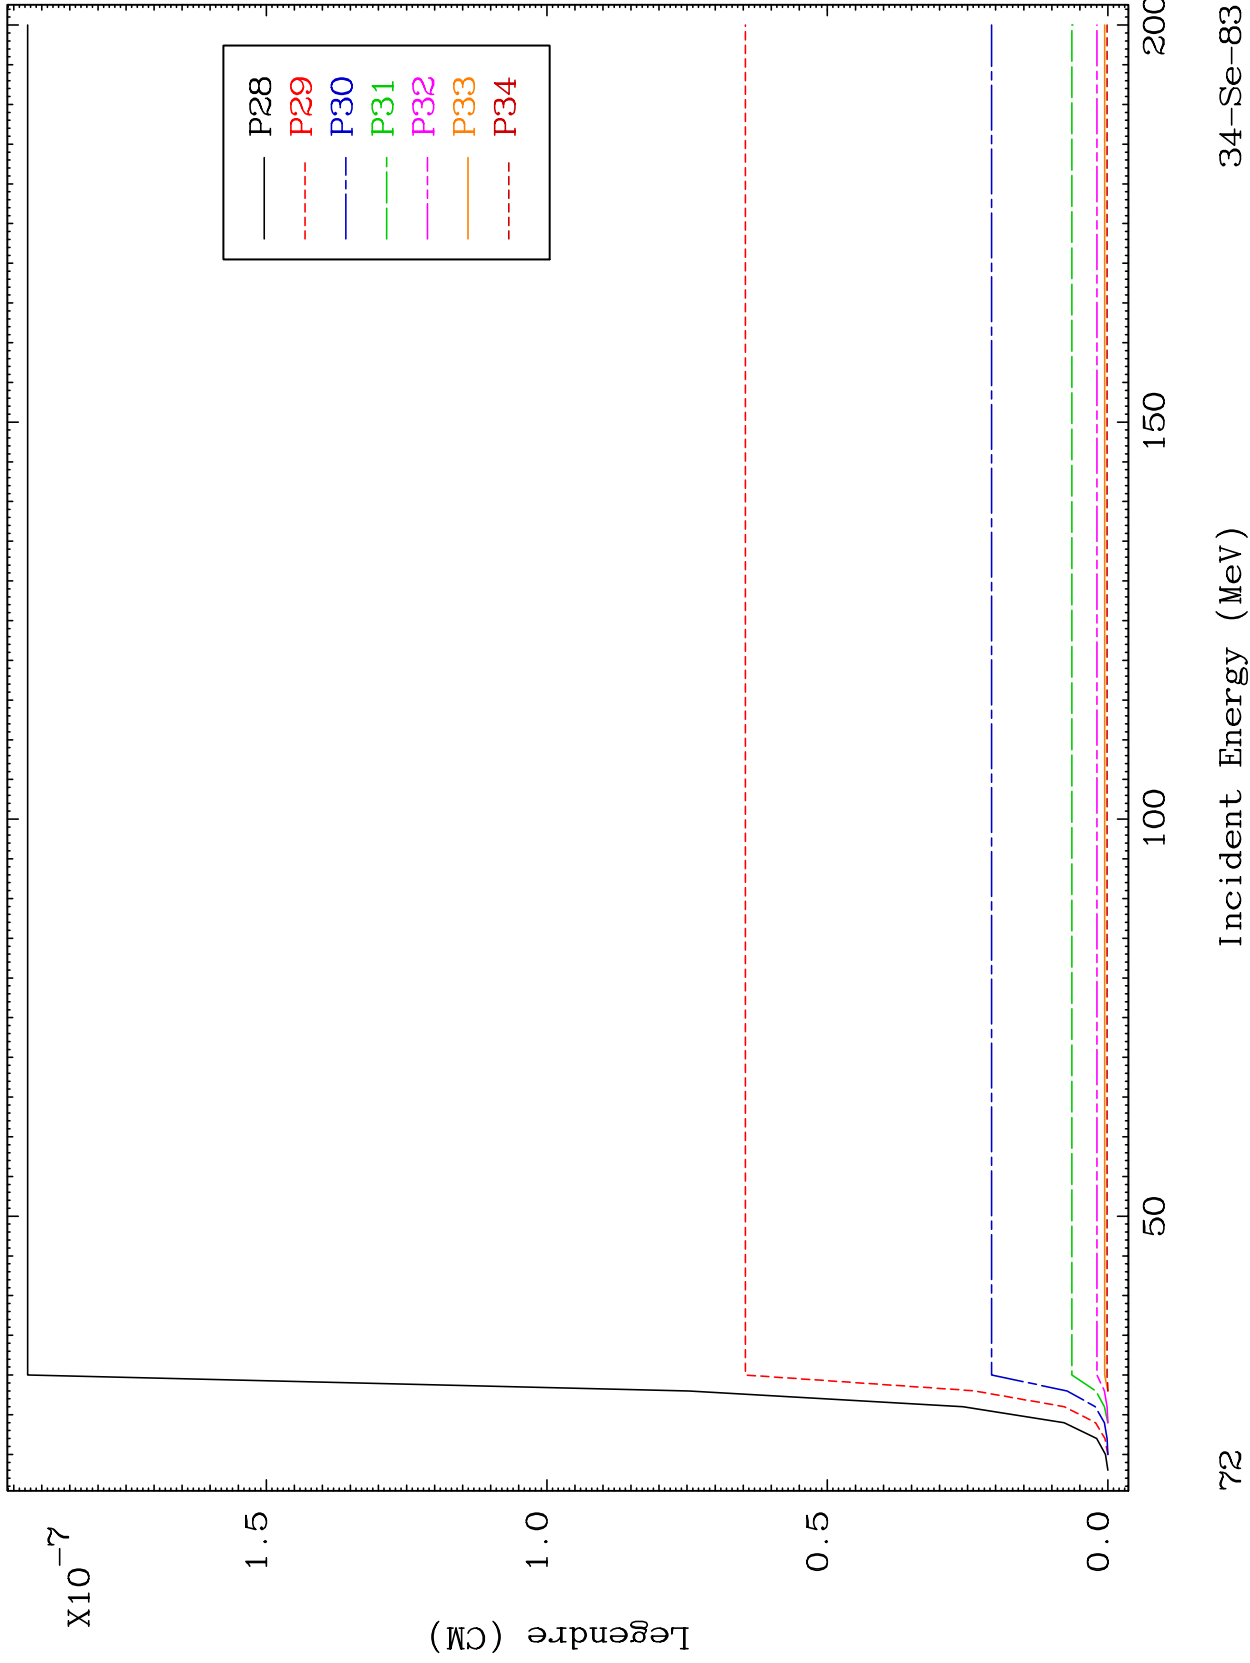 X10-7
1.5
1.0
0.5
0.0
Legendre (CM)
P28
P29
P30
P31
P32
P33
P34
50
100
150
200
Incident Energy (MeV)
72
34-Se-83